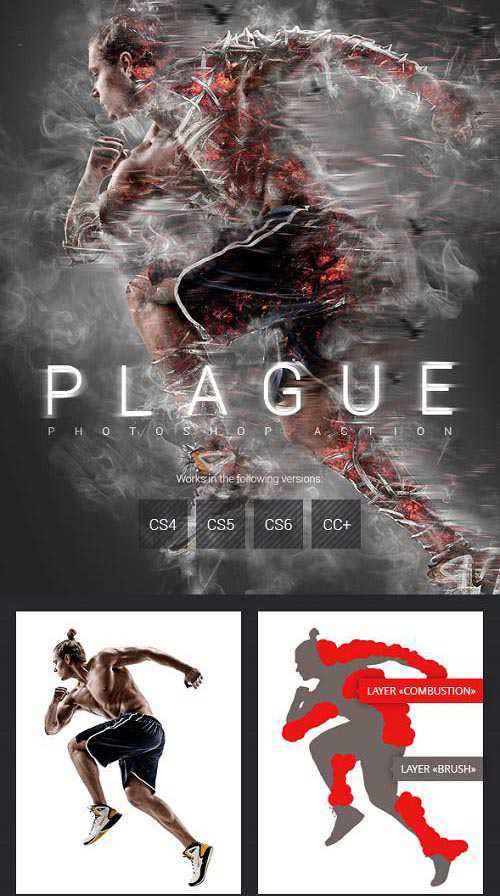 PLAGUE
PHOTOSHOP ACTION
Works in the following versions:
CS4 CS5 CS6 CC+
LAYER «COMBUSTION»
LAYER «BRUSH»